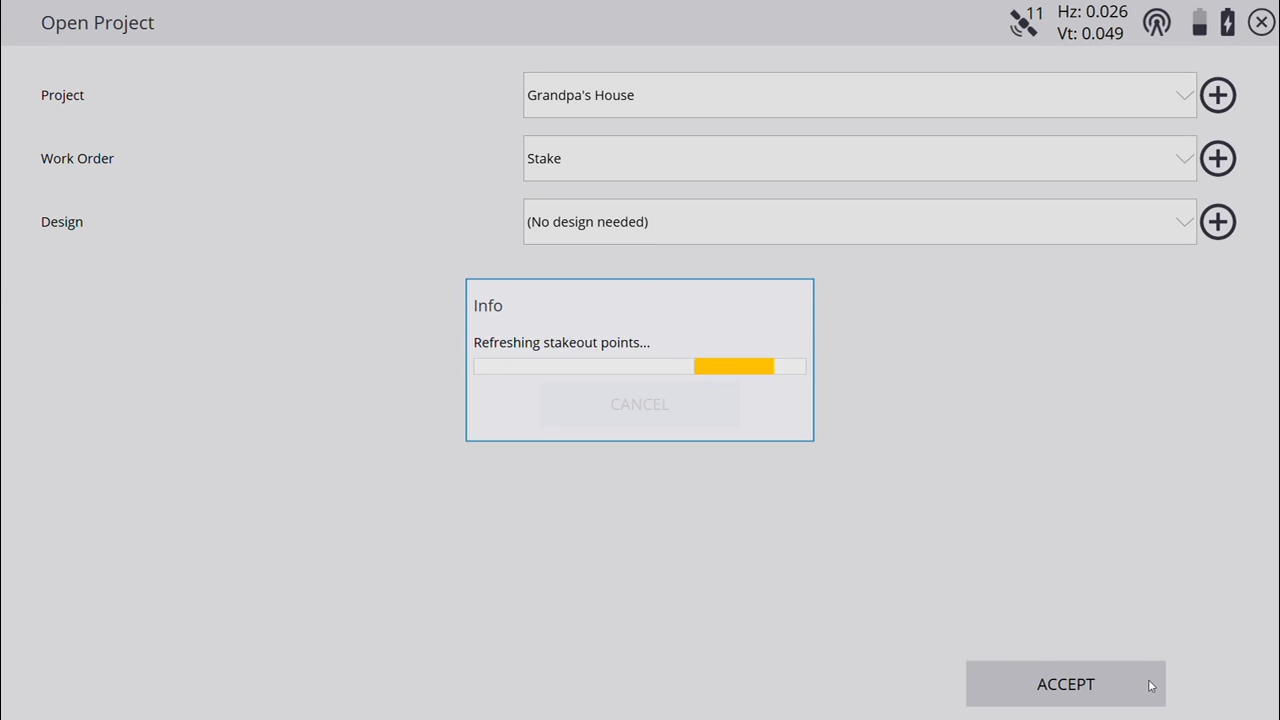 Open Project
11
Hz: 0.026
Vt: 0.049
Project
Grandpa's House
Work Order
Stake
Design
(No design needed)
Info
Refreshing stakeout points...
CANCEL
ACCEPT